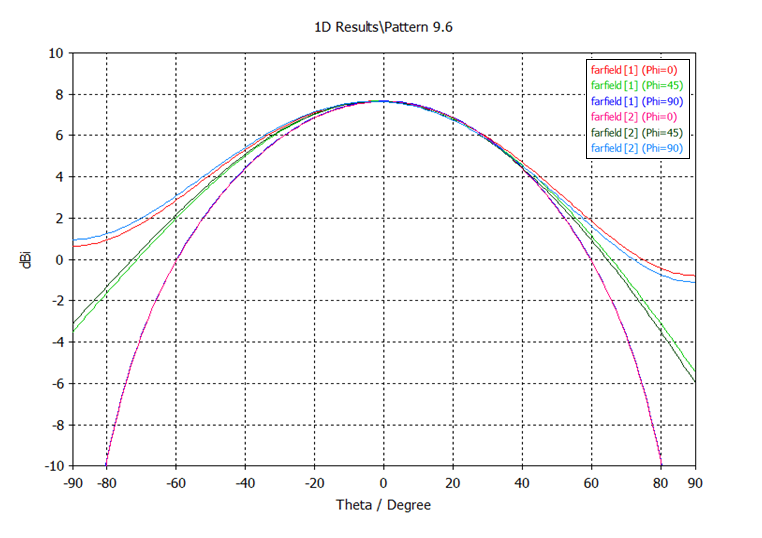 1D Results\Pattern 9.6
10
8
6
4
2
0
-2
-4
-6
-8
-10
dBi
farfield [1] (Phi=0)
farfield [1] (Phi=45)
farfield [1] (Phi=90)
farfield [2] (Phi=0)
farfield [2] (Phi=45)
farfield [2] (Phi=90)
-90 -80 -60 -40 -20 0 20 40 60 80 90
Theta / Degree